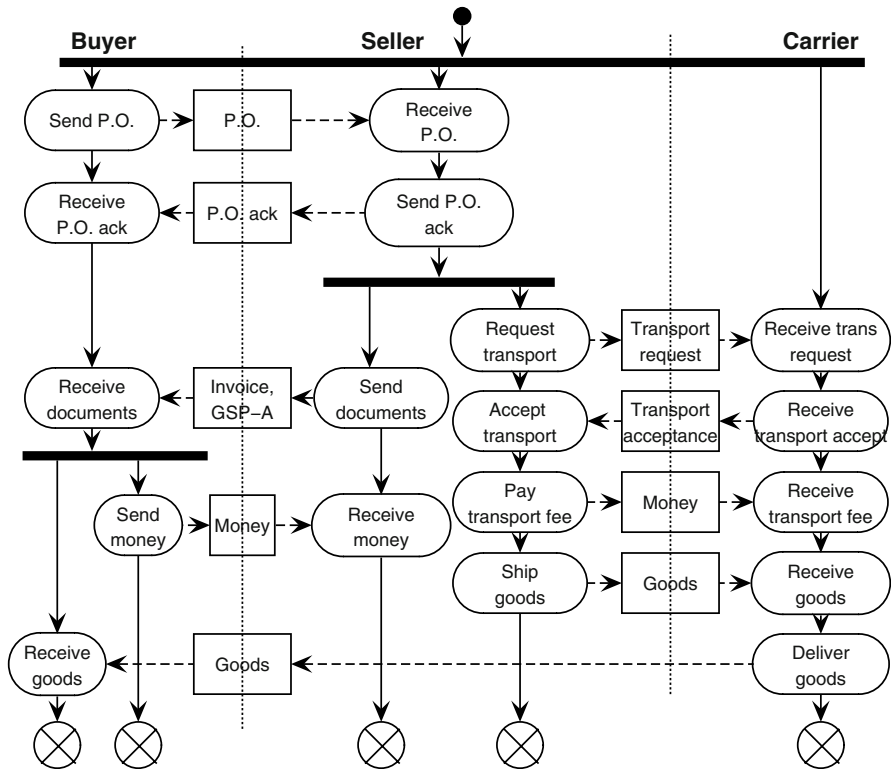 Buyer
Seller
Carrier
Send P.O.
P.O.
Receive
P.O.
Receive
P.O. ack
P.O. ack
Send P.O.
ack
Request
transport
Transport
request
Receive trans
request
Receive
documents
Invoice,
GSP–A
Send
documents
Accept
transport
Transport
acceptance
Receive
transport accept
Send
money
Money
Receive
money
Pay
transport fee
Money
Receive
transport fee
Ship
goods
Goods
Receive
goods
Receive
goods
Goods
Deliver
goods